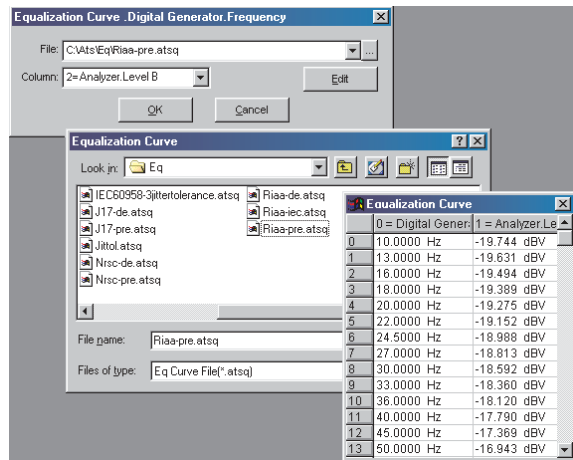 Equalization Curve .Digital Generator.Frequency
File: C:\Ats\Eq\Riaa-pre.atsq ...
Column: 2=Analyzer.Level B Edit
OK Cancel
Equalization Curve
Look in: Eq
IEC60958-3jittertolerance.atsq
J17-de.atsq
J17-pre.atsq
Jittol.atsq
Nrsc-de.atsq
Nrsc-pre.atsq
Riaa-de.atsq
Riaa-iec.atsq
Riaa-pre.atsq
File name: Riaa-pre.atsq
Files of type: Eq Curve File(*.atsq)
Equalization Curve
0 = Digital Gener: 1 = Analyzer.Le
0 10.0000 Hz -19.744 dBV
1 13.0000 Hz -19.631 dBV
2 16.0000 Hz -19.494 dBV
3 18.0000 Hz -19.389 dBV
4 20.0000 Hz -19.275 dBV
5 22.0000 Hz -19.152 dBV
6 24.5000 Hz -18.988 dBV
7 27.0000 Hz -18.813 dBV
8 30.0000 Hz -18.592 dBV
9 33.0000 Hz -18.360 dBV
10 36.0000 Hz -18.120 dBV
11 40.0000 Hz -17.790 dBV
12 45.0000 Hz -17.369 dBV
13 50.0000 Hz -16.943 dBV